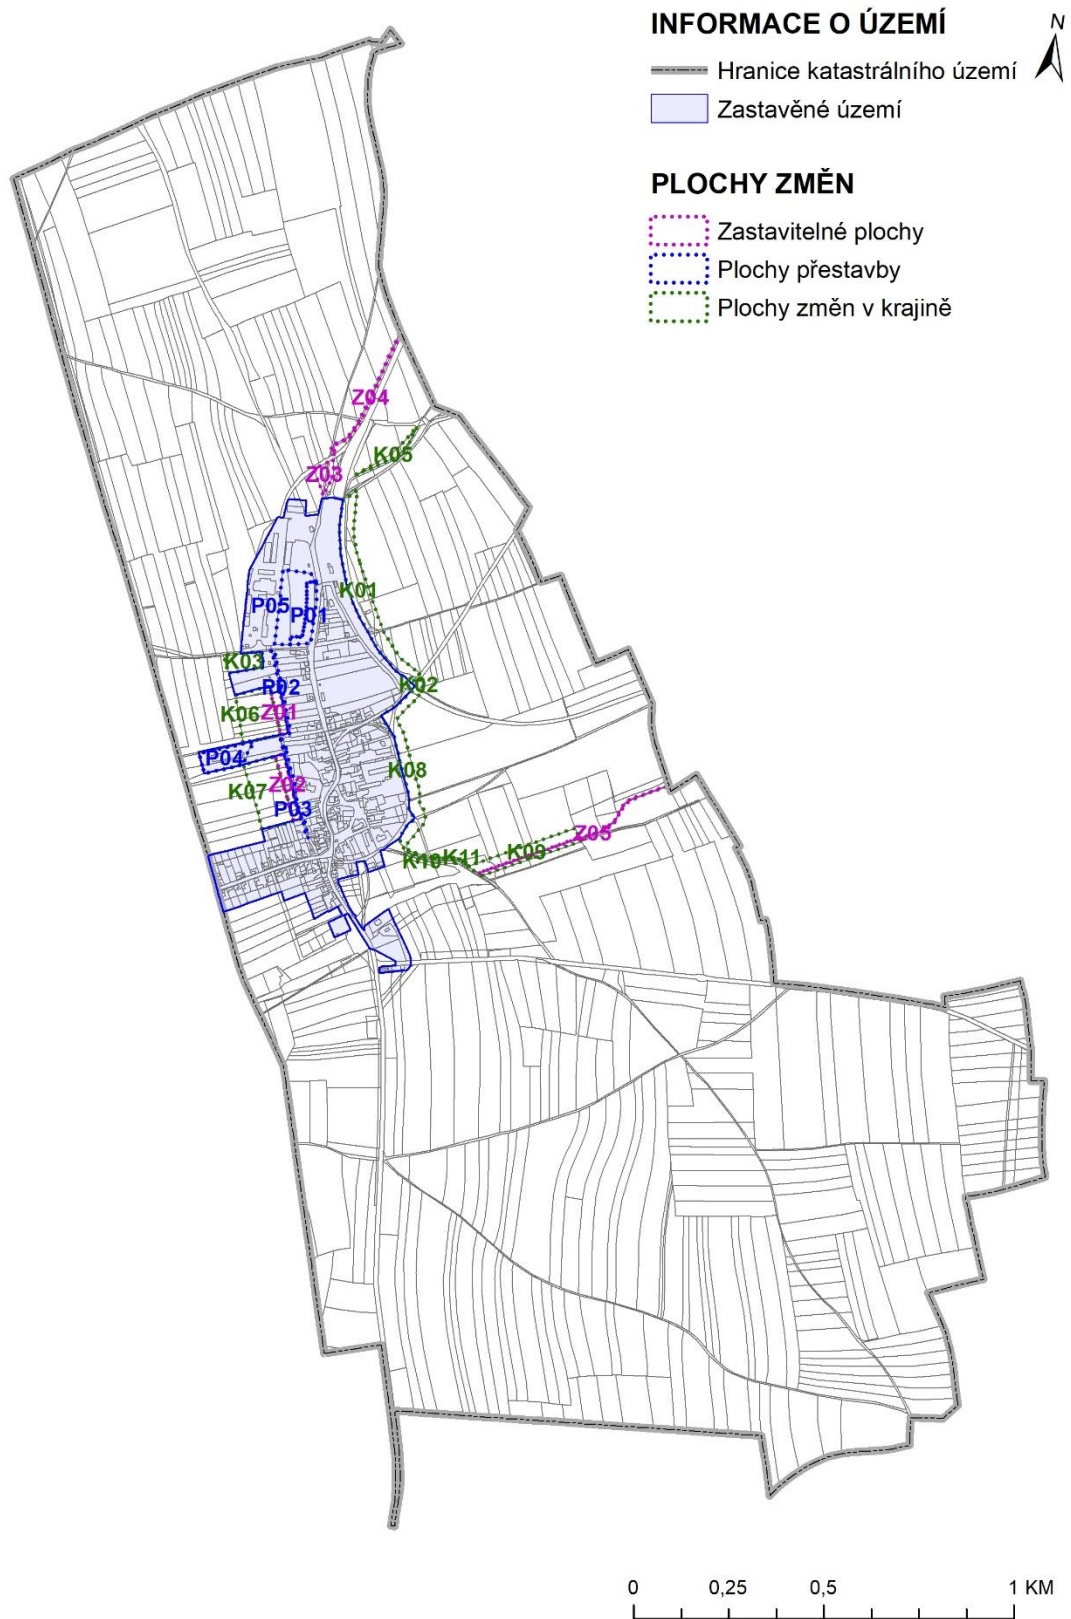 INFORMACE O ÚZEMÍ
N
Hranice katastrálního území
Zastavěné území
PLOCHY ZMĚN
Zastavitelné plochy
Plochy přestavby
Plochy změn v krajině
Z04
K05
Z03
K01
P05
P01
K03
P02
K02
K06
Z01
P04
K08
K07
Z02
P03
Z05
K10
K11
K09
0 0,25 0,5 1 KM